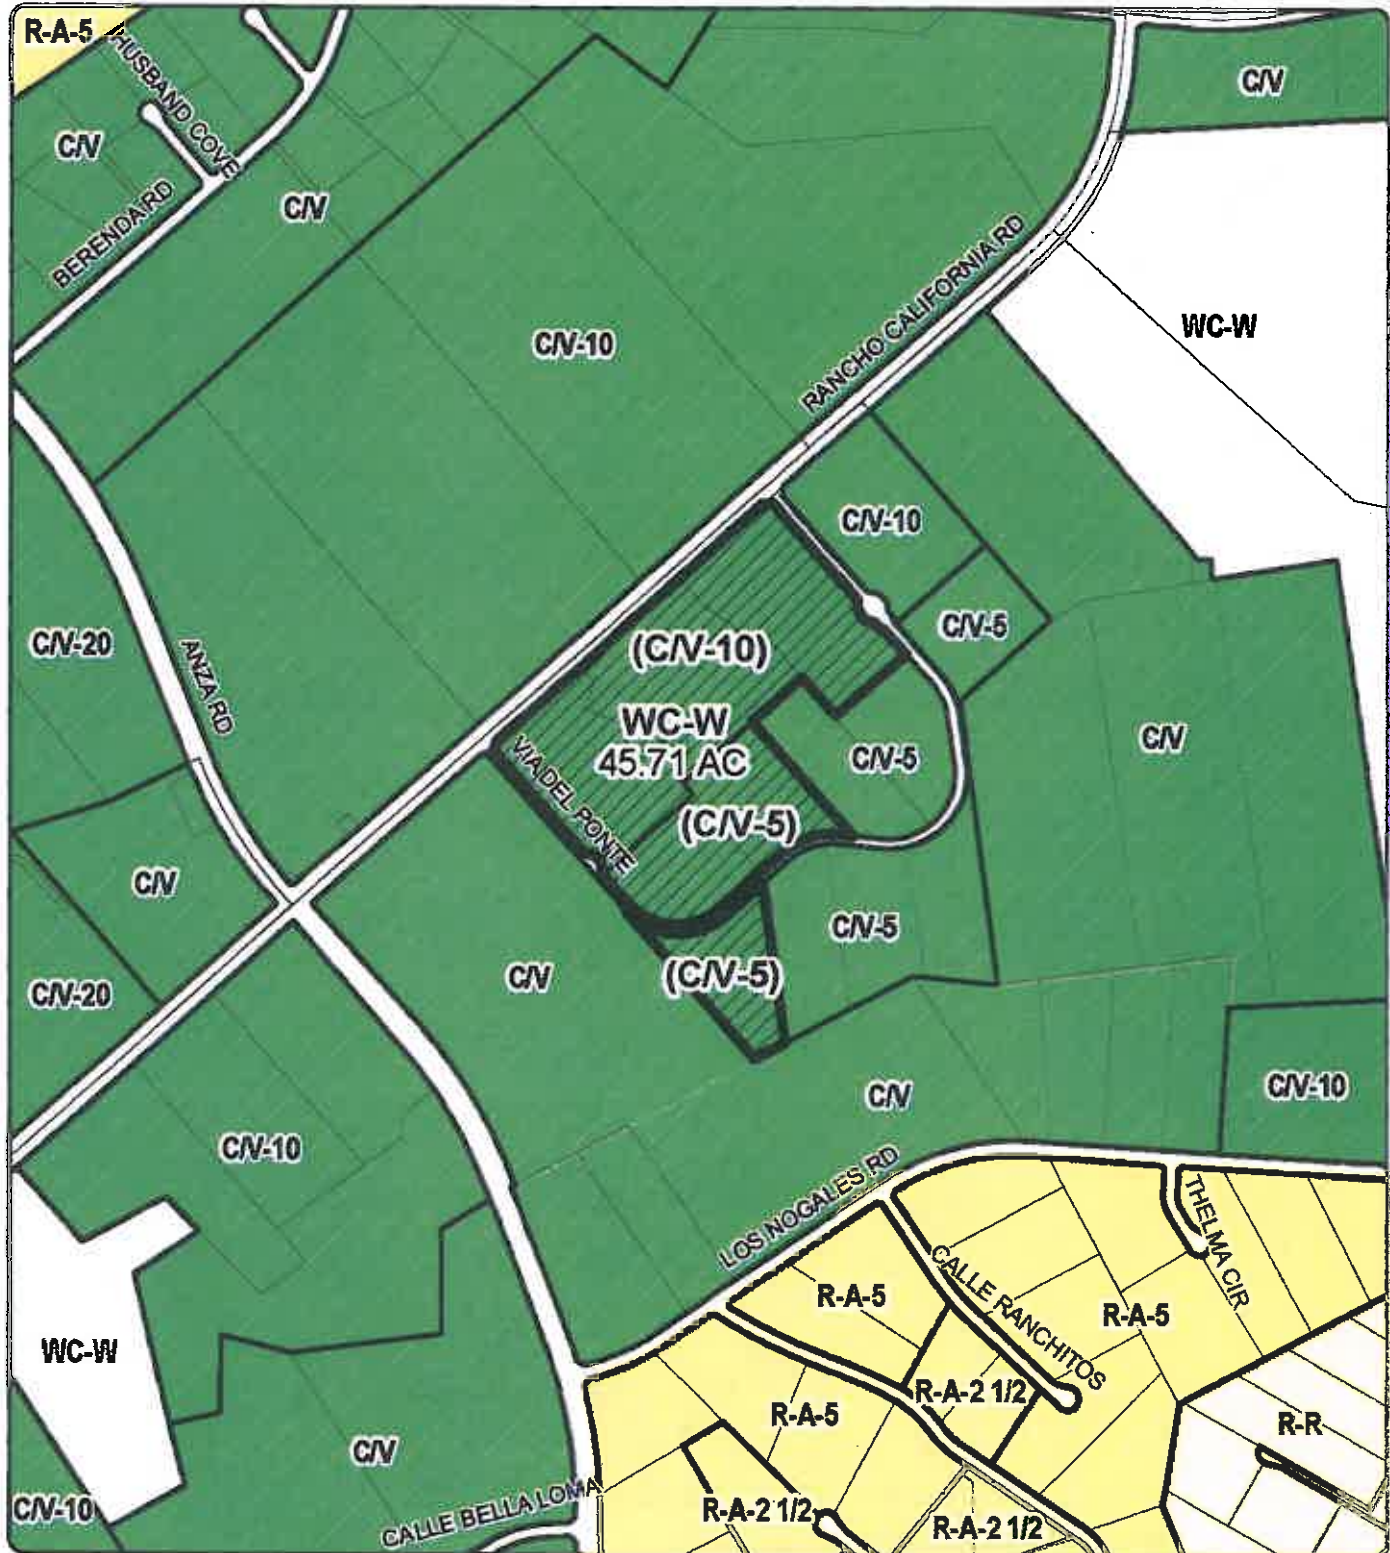 R-A-5
HUSBAND COVE
C/V
C/V
C/V
BERENDA RD
RANCHO CALIFORNIA RD
WC-W
C/V-10
C/V-10
C/V-5
C/V-20
ANZA RD
(C/V-10)
WC-W
45.71 AC
VIA DEL PONTE
C/V-5
C/V
(C/V-5)
C/V
C/V-5
C/V
(C/V-5)
C/V-20
C/V
C/V-10
C/V-10
LOS NOGALES RD
THELMA CIR
CALLE RANCHITOS
R-A-5
R-A-5
WC-W
R-A-2 1/2
R-A-5
R-R
C/V
C/V-10
CALLE BELLA LOMA
R-A-2 1/2
R-A-2 1/2